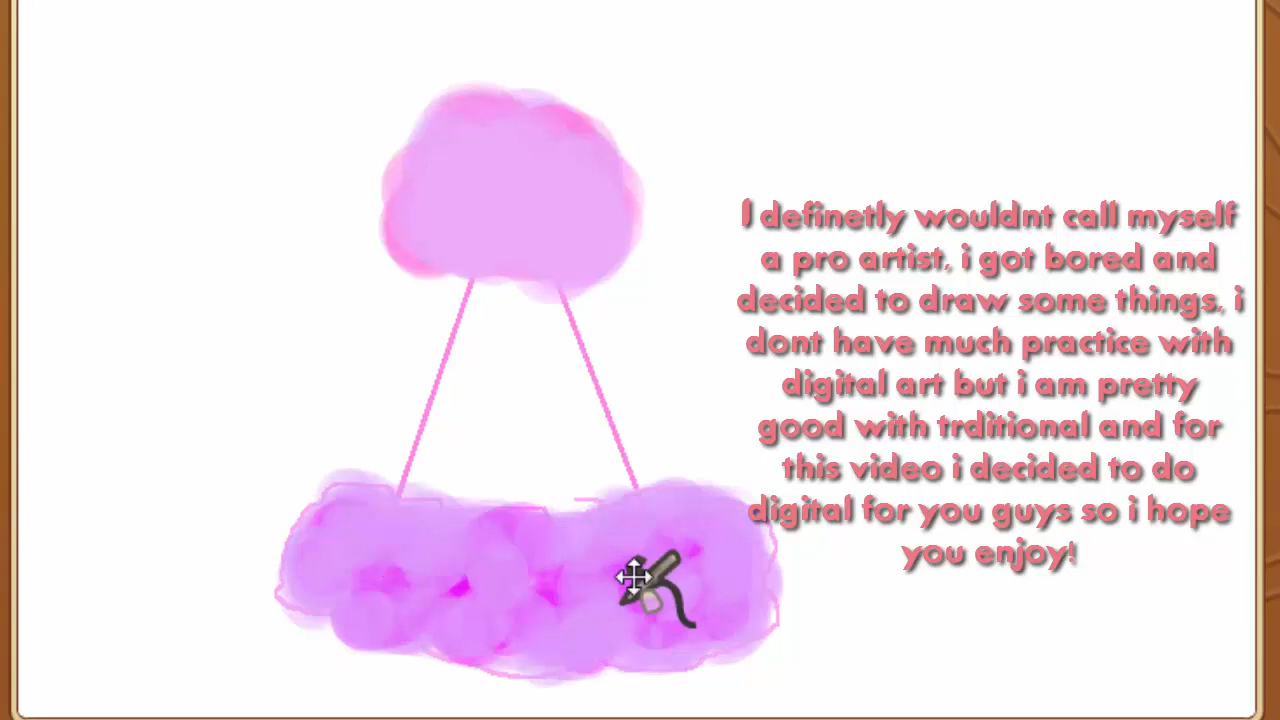 I definetly wouldnt call myself
a pro artist, i got bored and
decided to draw some things, i
dont have much practice with
digital art but i am pretty
good with trditional and for
this video i decided to do
digital for you guys so i hope
you enjoy!